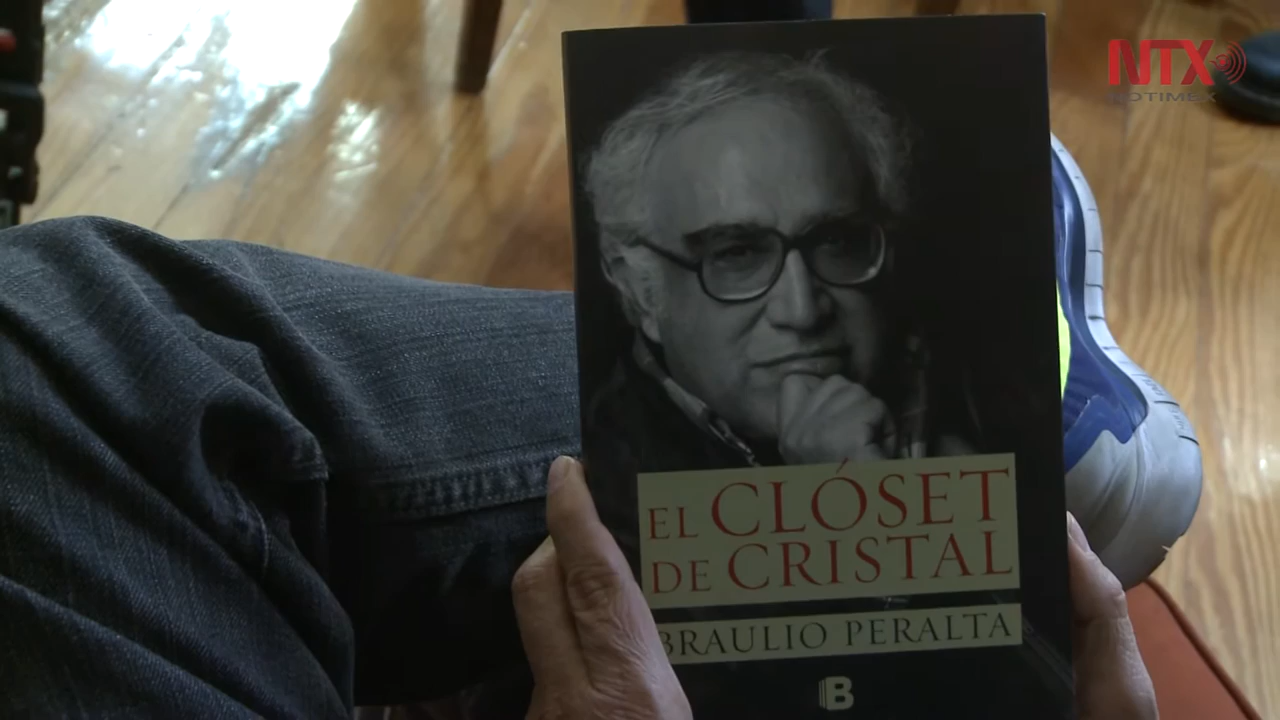 NTX
NOTIMEX
EL CLÓSET
DE CRISTAL
BRAULIO PERALTA
B